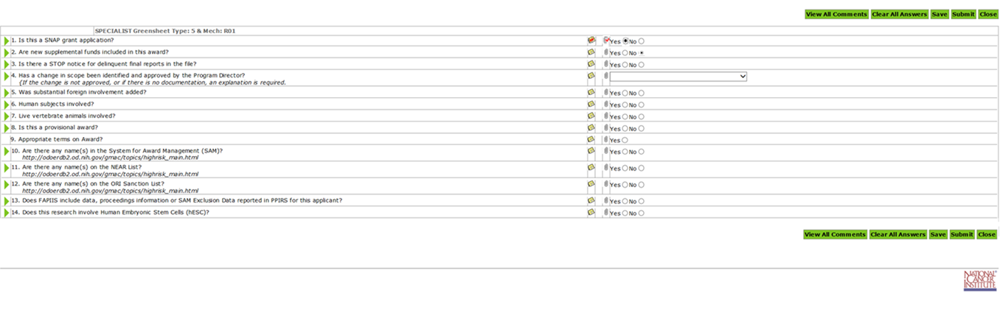 View All Comments Clear All Answers Save Submit Close
SPECIALIST Greensheet Type: 5 & Mech: R01
1. Is this a SNAP grant application? Yes No
2. Are new supplemental funds included in this award? Yes No
3. Is there a STOP notice for delinquent final reports in the file? Yes No
4. Has a change in scope been identified and approved by the Program Director?
{If the change is not approved, or if there is no documentation, an explanation is required.
5. Was substantial foreign involvement added? Yes No
6. Human subjects involved? Yes No
7. Live vertebrate animals involved? Yes No
8. Is this a provisional award? Yes No
9. Appropriate terms on Award? Yes
10. Are there any name(s) in the System for Award Management (SAM)? Yes No
http://odoerdb2.od.nih.gov/gmac/topics/highrisk_main.html
11. Are there any name(s) on the NEAR List? Yes No
http://odoerdb2.od.nih.gov/gmac/topics/highrisk_main.html
12. Are there any name(s) on the ORI Sanction List? Yes No
http://odoerdb2.od.nih.gov/gmac/topics/highrisk_main.html
13. Does FAPIIS include data, proceedings information or SAM Exclusion Data reported in PPIRS for this applicant? Yes No
14. Does this research involve Human Embryonic Stem Cells (hESC)? Yes No
View All Comments Clear All Answers Save Submit Close
NATIONAL
CANCER
INSTITUTE